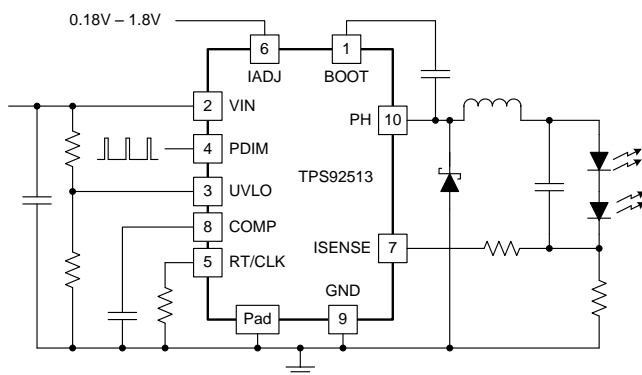 0.18V – 1.8V
6
1
IADJ
BOOT
2
VIN
PH
10
4
PDIM
TPS92513
3
UVLO
8
COMP
ISENSE
7
5
RT/CLK
GND
Pad
9